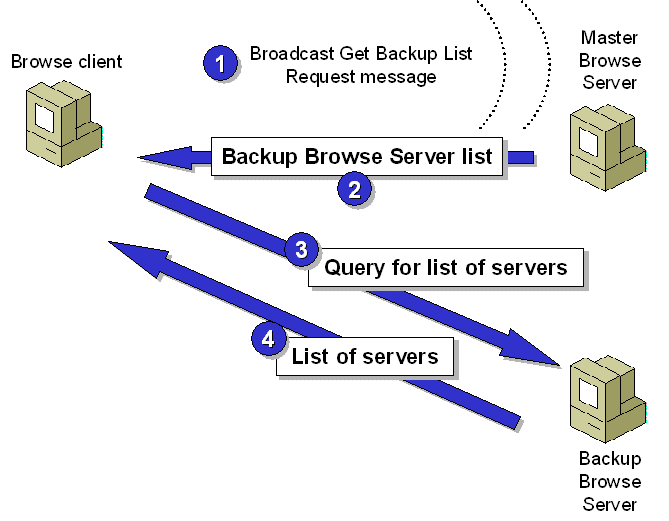 Browse client
1
Broadcast Get Backup List
Request message
Master
Browse
Server
Backup Browse Server list
2
3
Query for list of servers
4
List of servers
Backup
Browse
Server